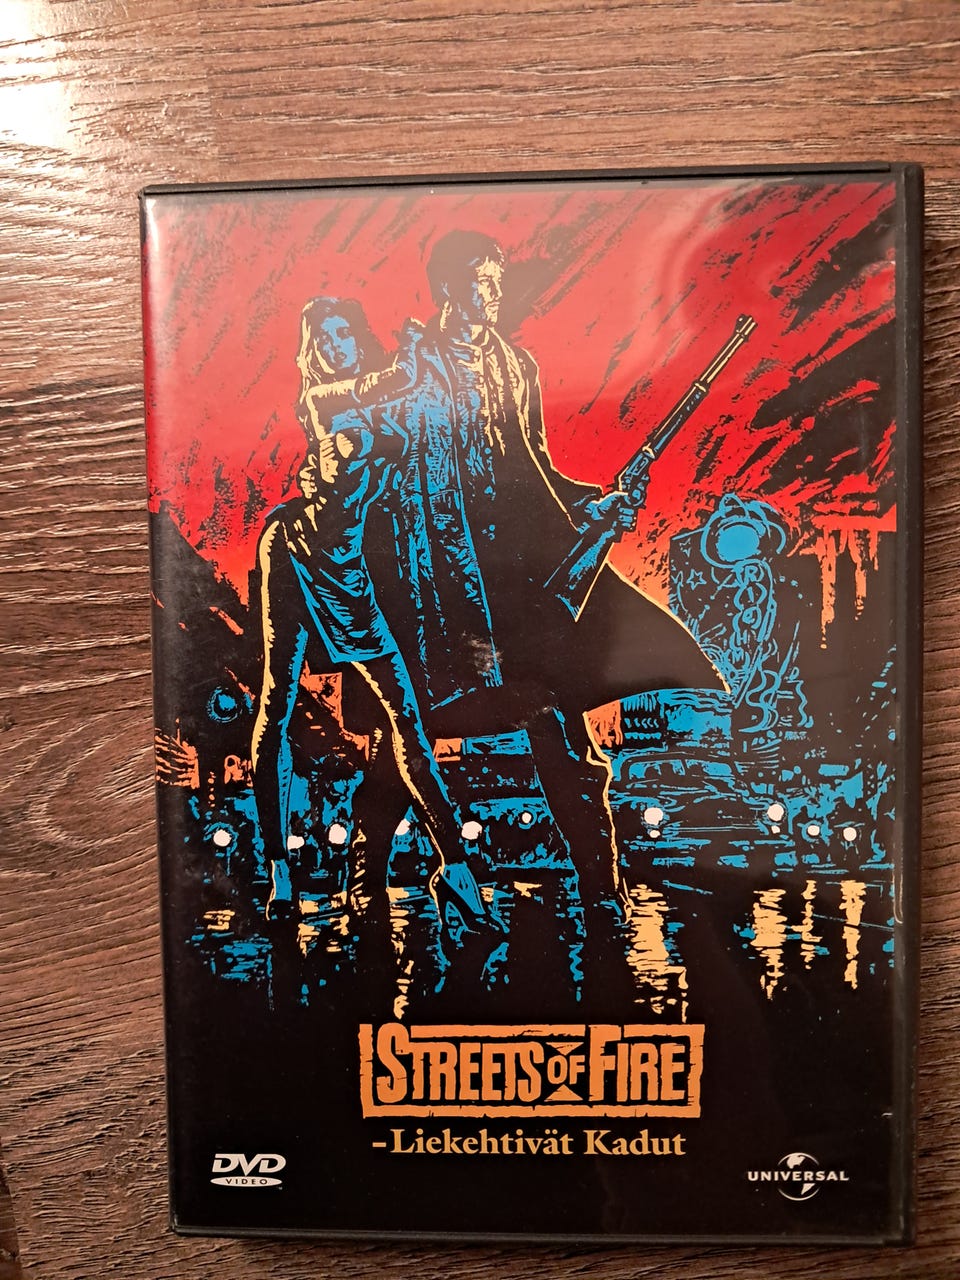 STREETS OF FIRE
-Liekehtivät Kadut
DVD
VIDEO
UNIVERSAL